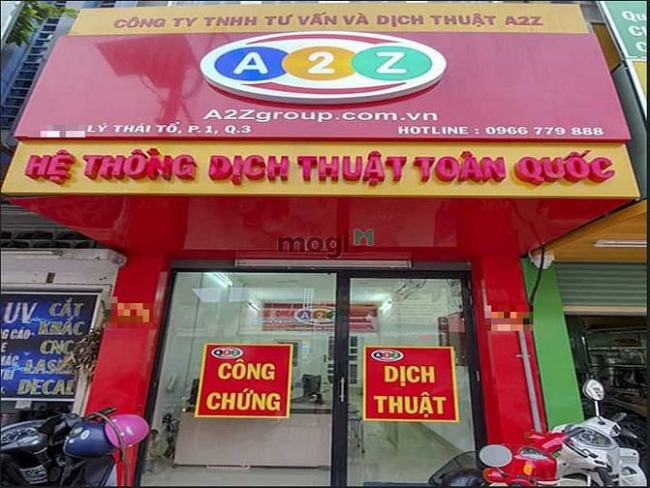 CÔNG TY TNHH TƯ VẤN VÀ DỊCH THUẬT A2Z
A2Z
A2Zgroup.com.vn
LÝ THÁI TỔ, P.1, Q.3
HOTLINE : 0966 779 888
HỆ THỐNG DỊCH THUẬT TOÀN QUỐC
mogi
UV
CẮT
KHẮC
CNC
LASER
DECAL
A2Z
A2Z
CÔNG
CHỨNG
A2Z
DỊCH
THUẬT